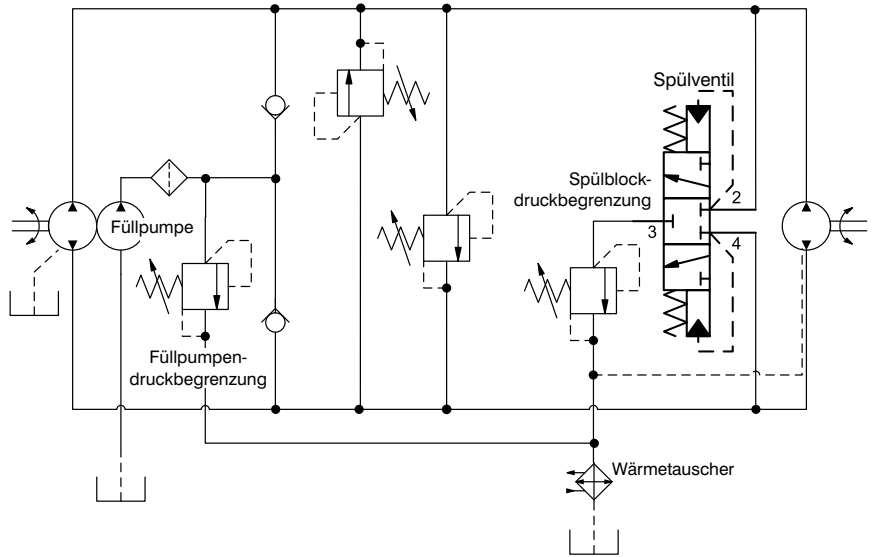 Spülventil
Spülblock-
druckbegrenzung
2
3
4
Füllpumpe
Füllpumpen-
druckbegrenzung
Wärmetauscher